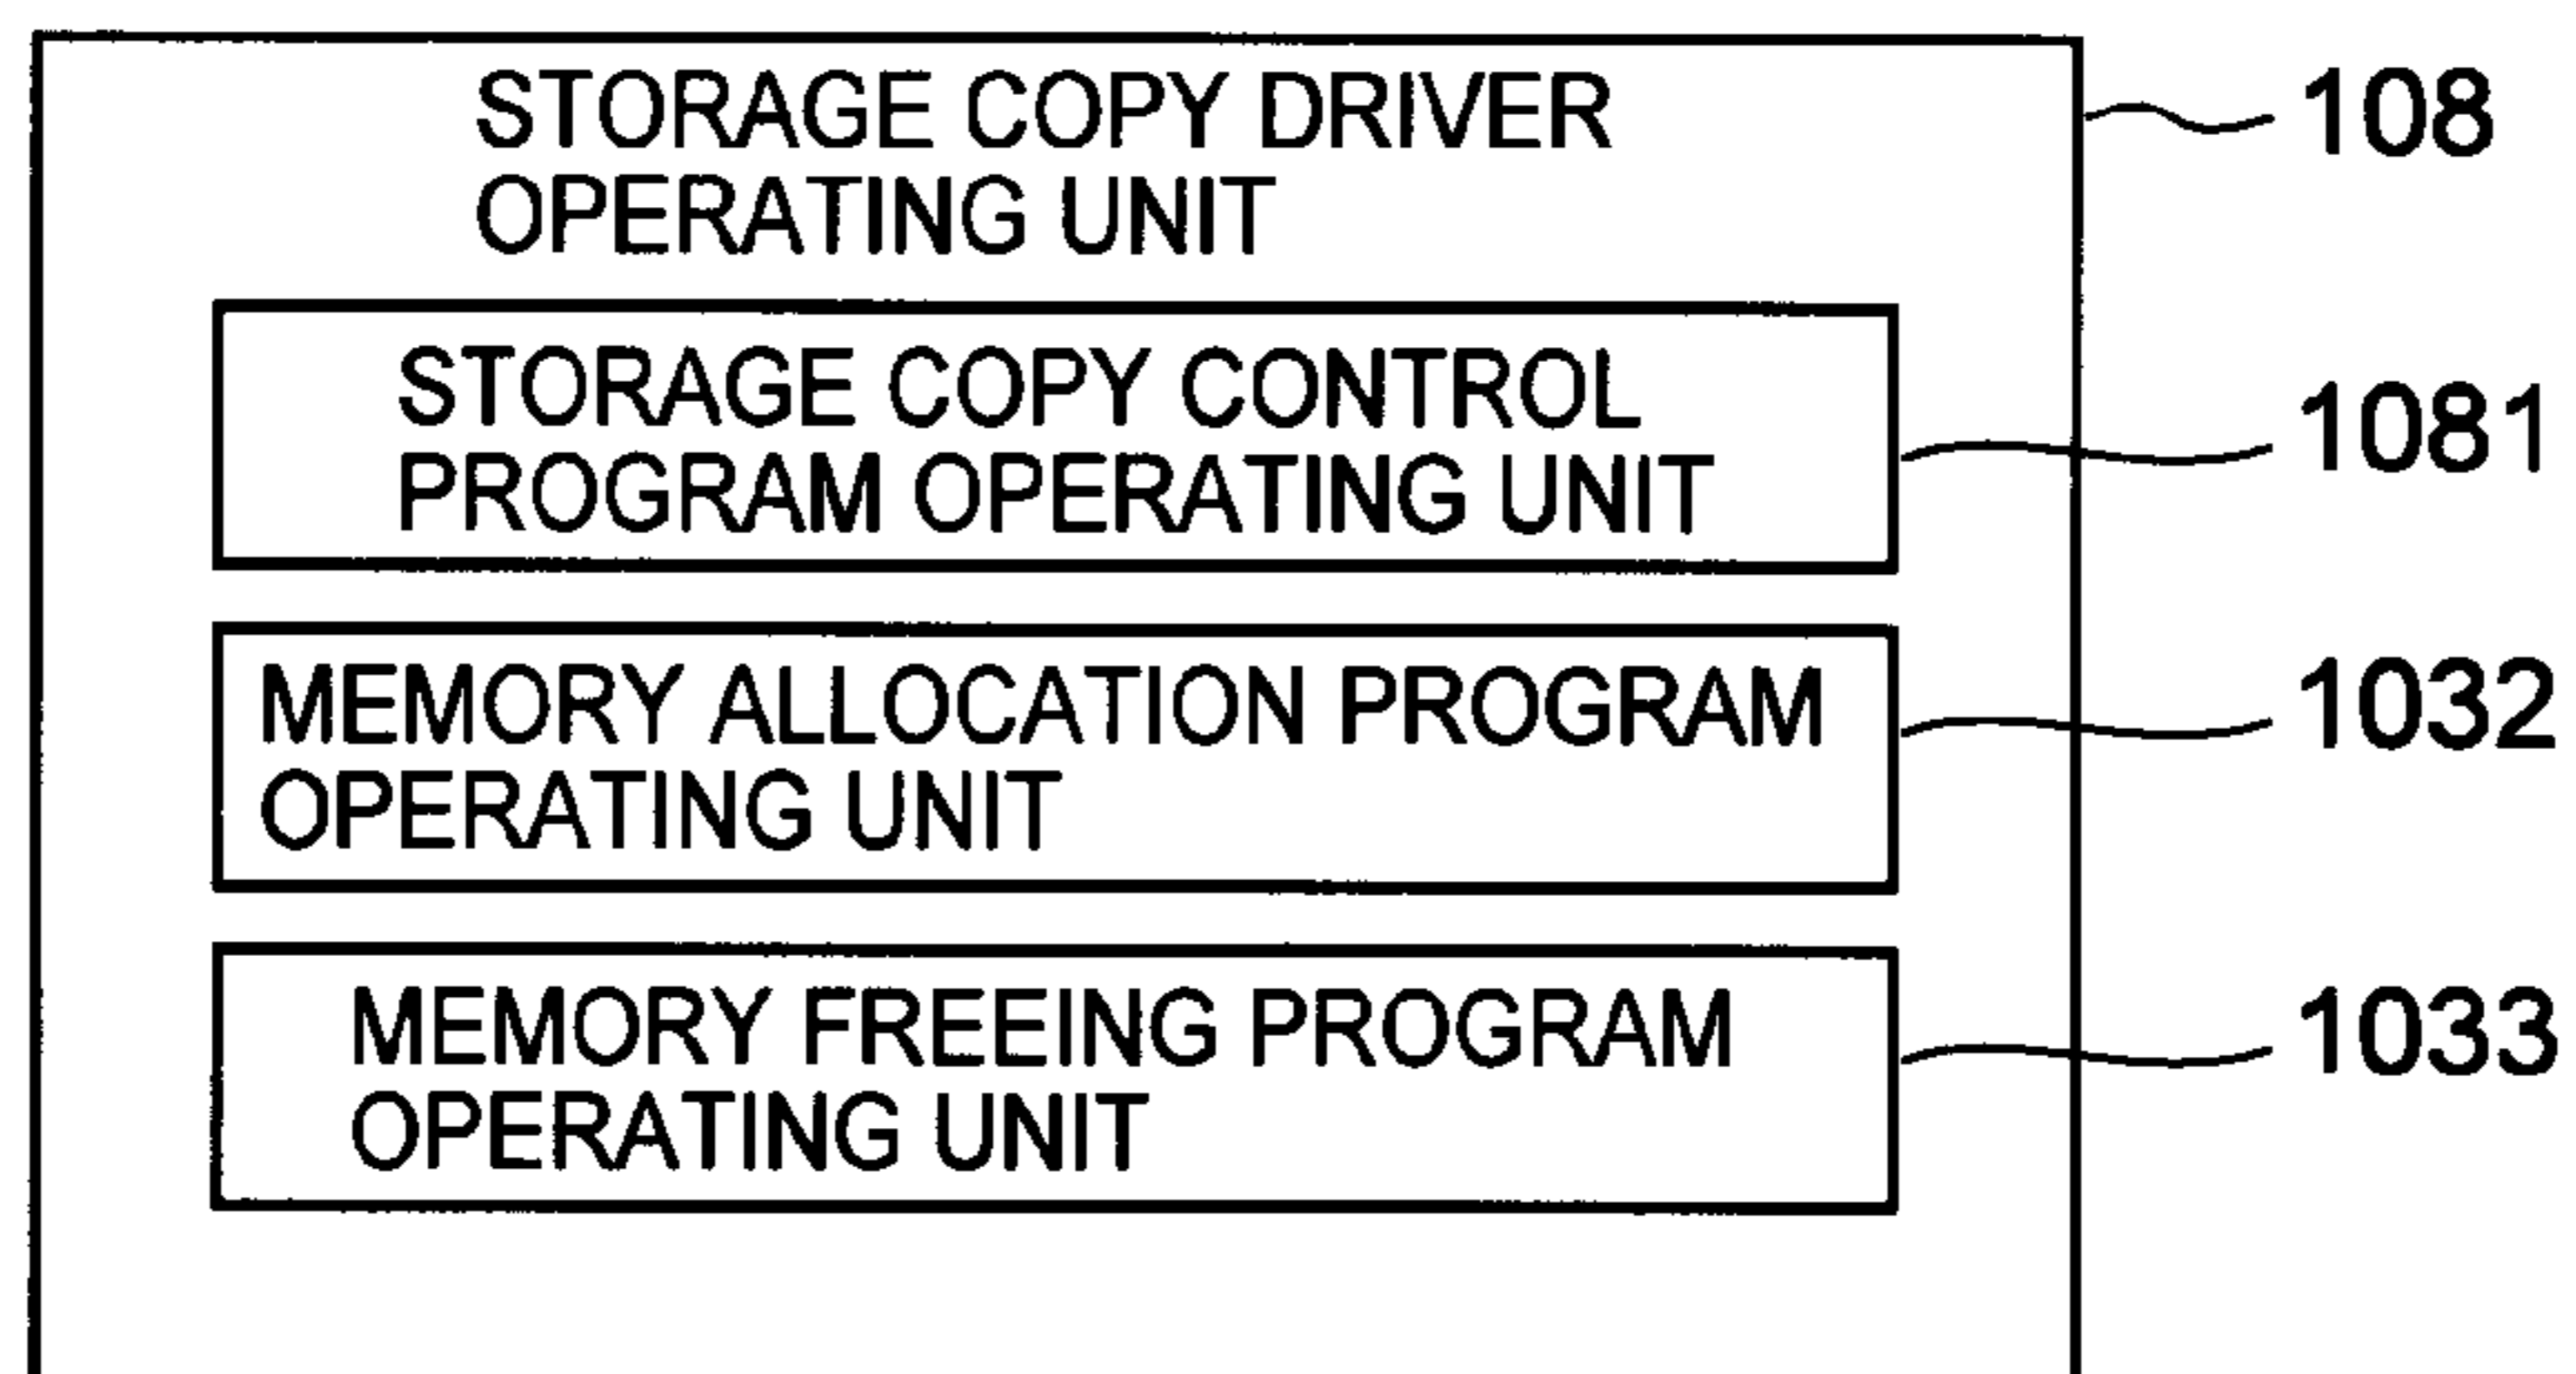 STORAGE COPY DRIVER
OPERATING UNIT
108
STORAGE COPY CONTROL
PROGRAM OPERATING UNIT
1081
MEMORY ALLOCATION PROGRAM
OPERATING UNIT
1032
MEMORY FREEING PROGRAM
OPERATING UNIT
1033